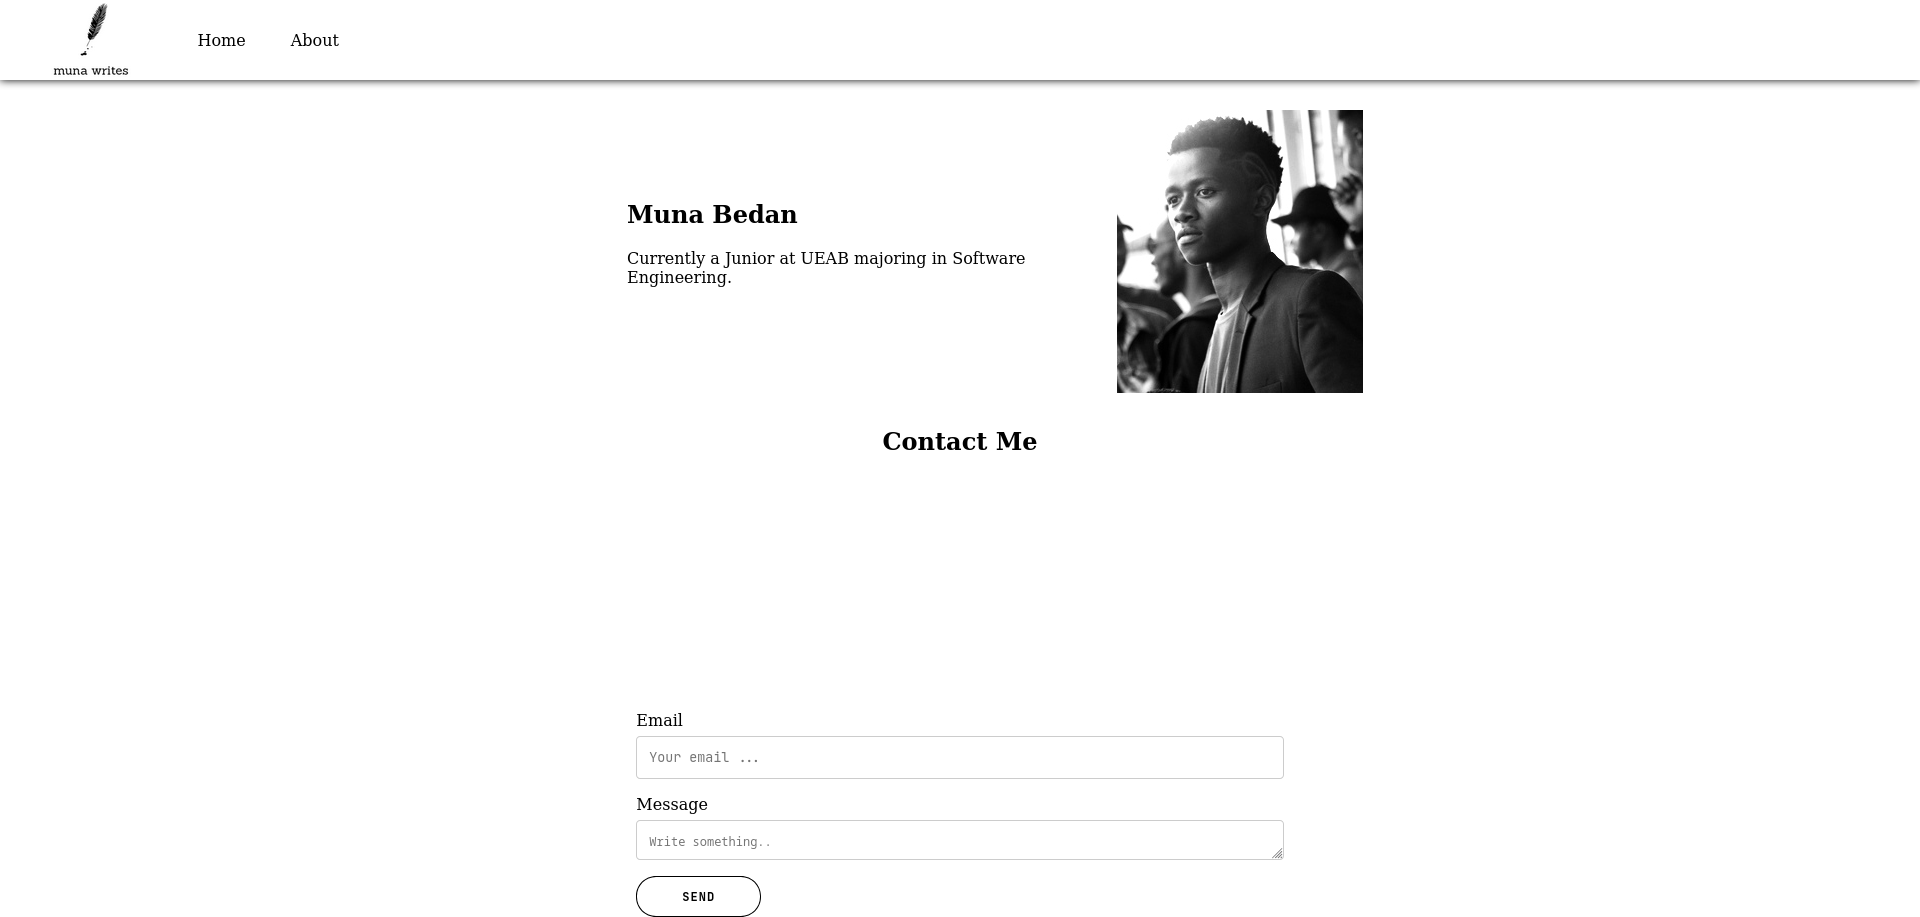 muna writes
Home
About
Muna Bedan
Currently a Junior at UEAB majoring in Software
Engineering.
Contact Me
Email
Your email ...
Message
Write something..
SEND